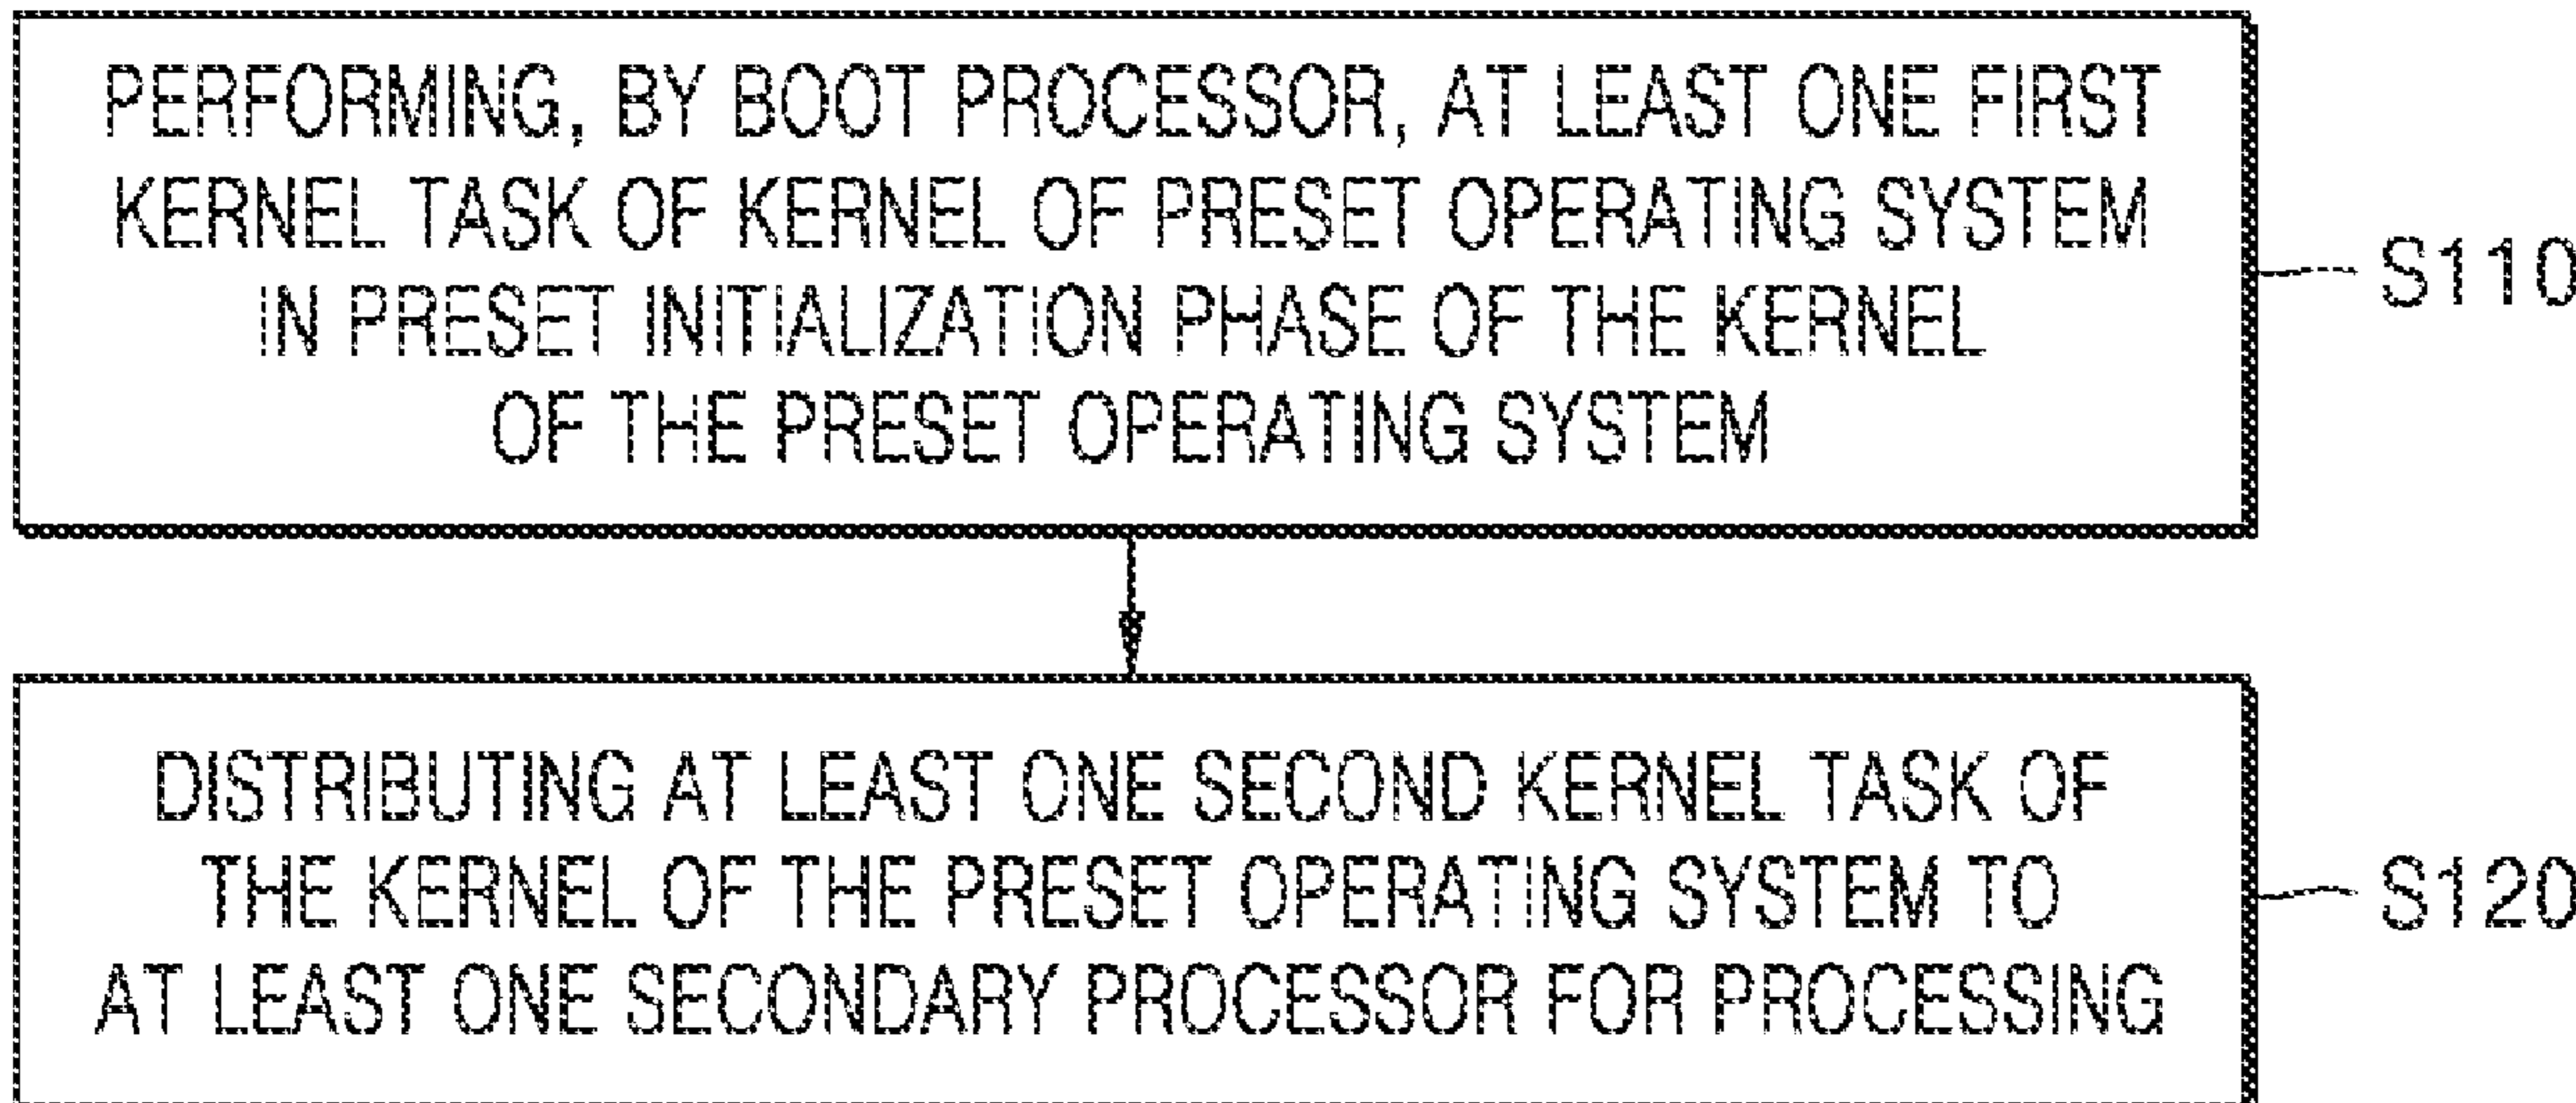 PERFORMING, BY BOOT PROCESSOR, AT LEAST ONE FIRST
KERNEL TASK OF KERNEL OF PRESET OPERATING SYSTEM
IN PRESET INITIALIZATION PHASE OF THE KERNEL
OF THE PRESET OPERATING SYSTEM
S110
DISTRIBUTING AT LEAST ONE SECOND KERNEL TASK OF
THE KERNEL OF THE PRESET OPERATING SYSTEM TO
AT LEAST ONE SECONDARY PROCESSOR FOR PROCESSING
S120